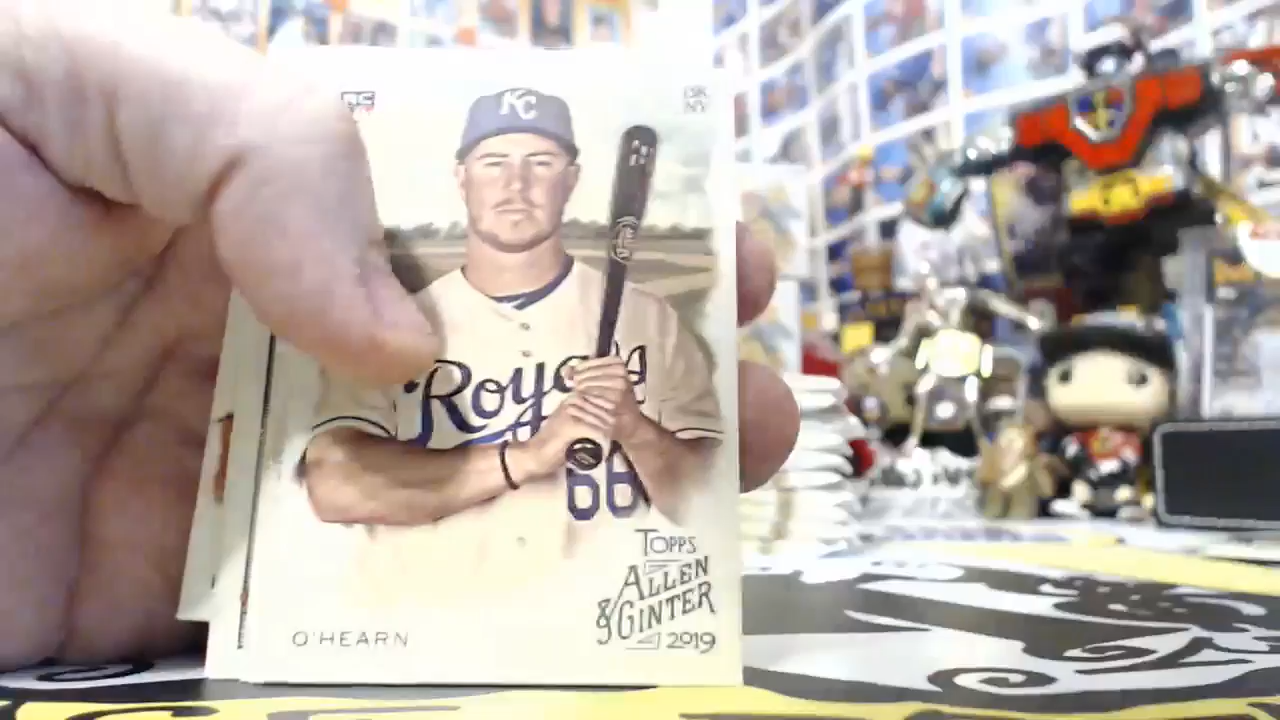 RC
KC
Royals
66
TOPPS
ALLEN
& GINTER
2019
O'HEARN